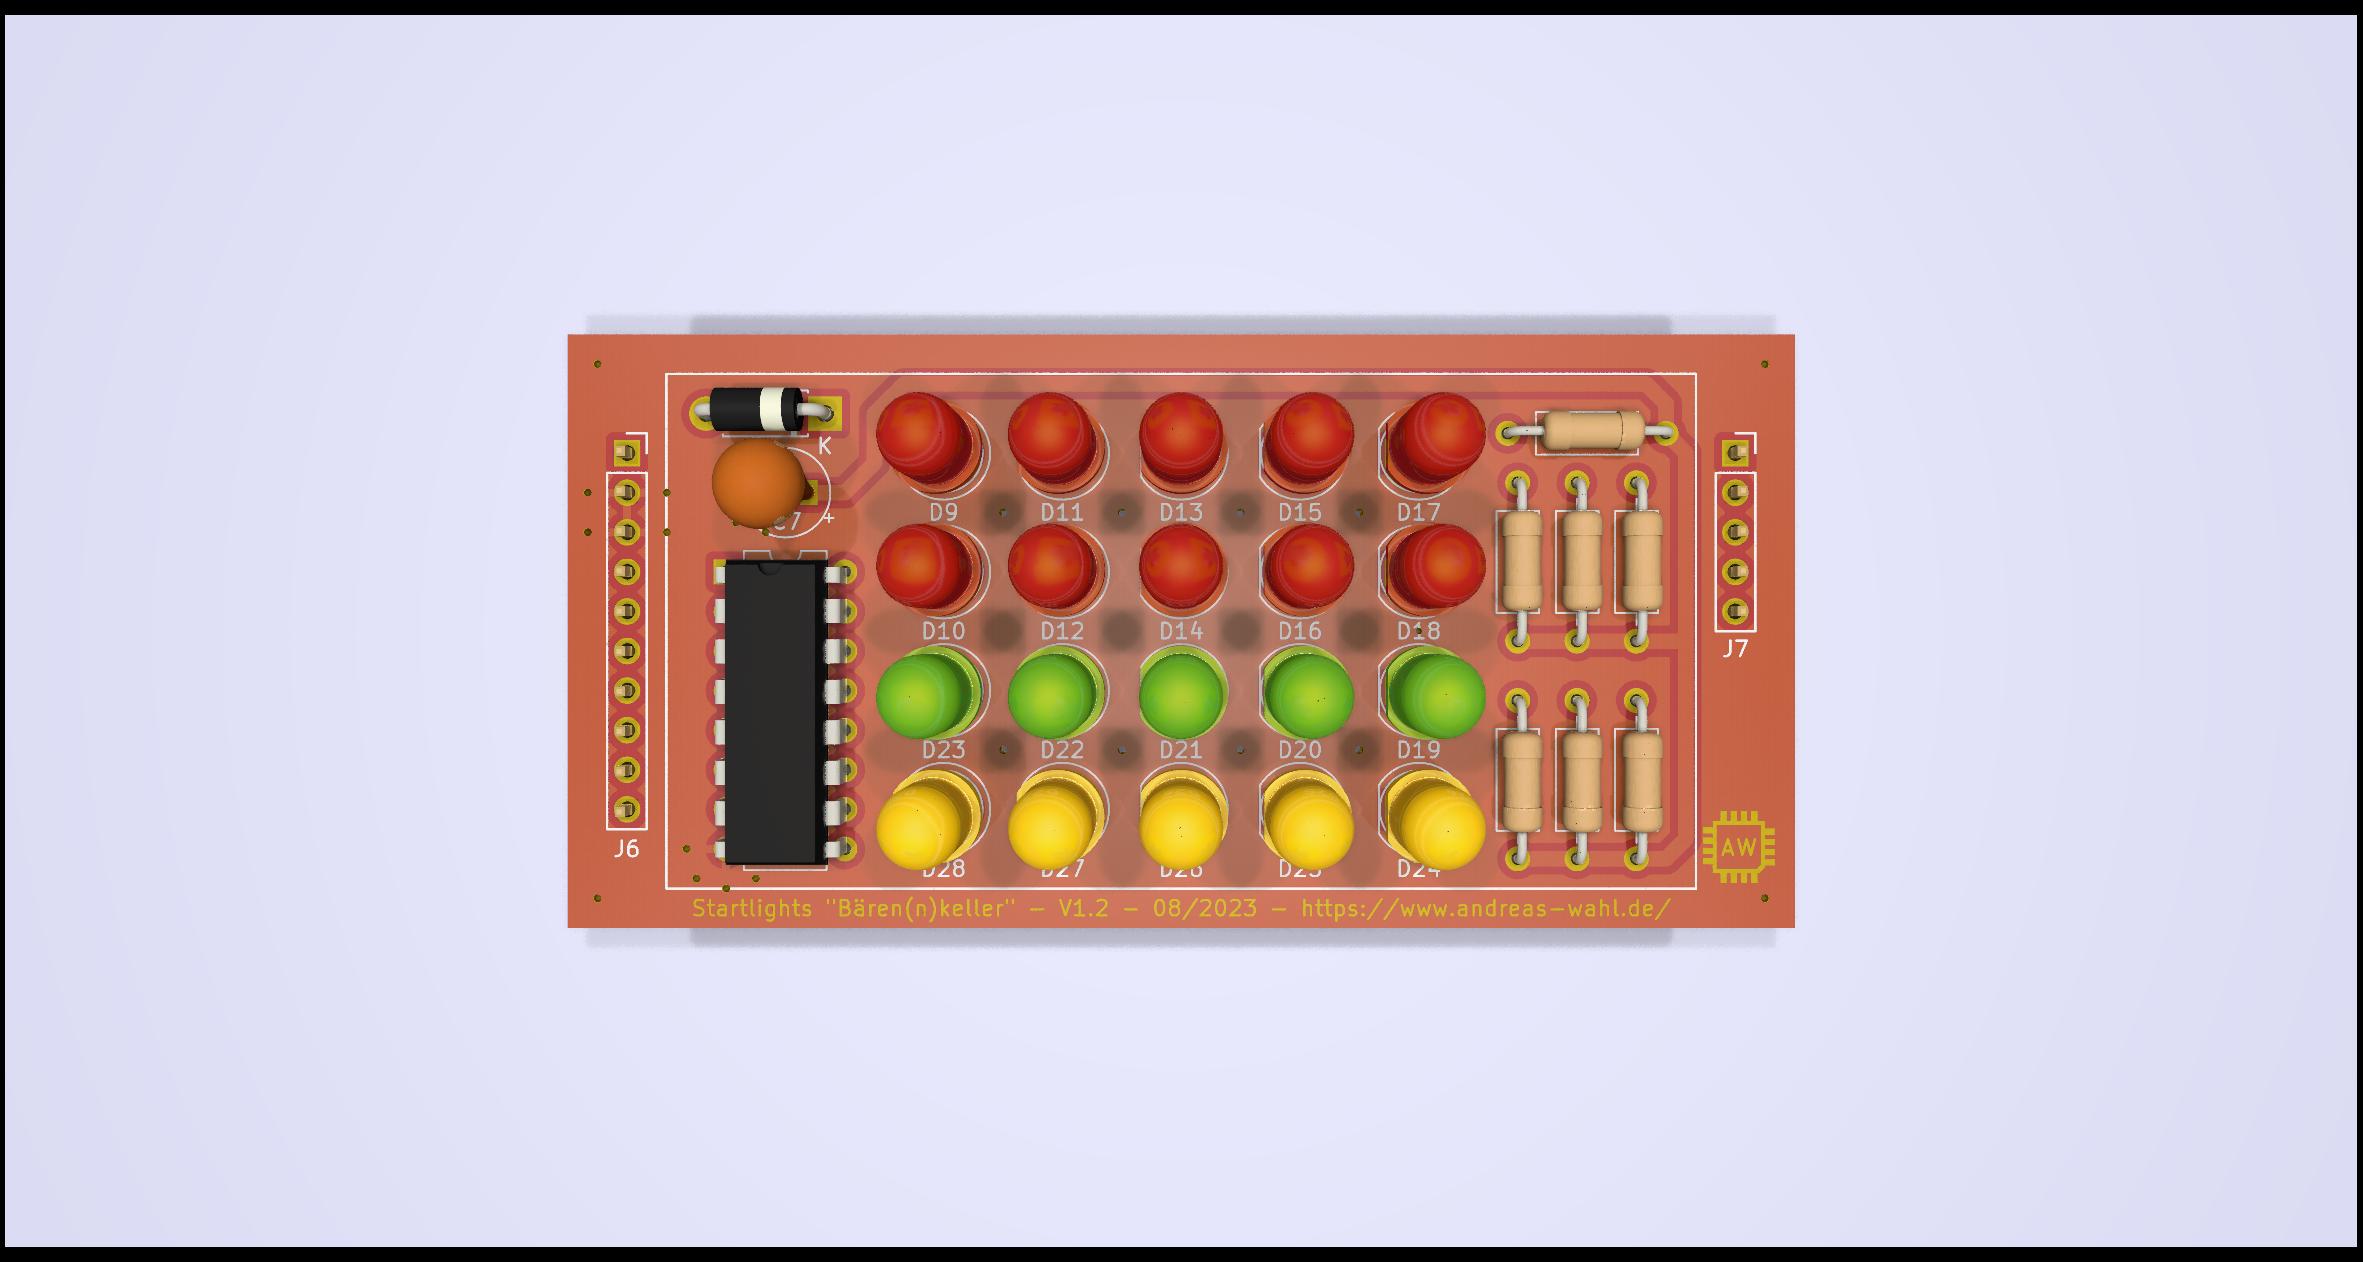 K
C7 +
D9 D11 D13 D15 D17
D10 D12 D14 D16 D18
J7
D23 D22 D21 D20 D19
J6
AW
D28 D27 D26 D25 D24
Startlights "Bären(n)keller" – V1.2 – 08/2023 – https://www.andreas-wahl.de/